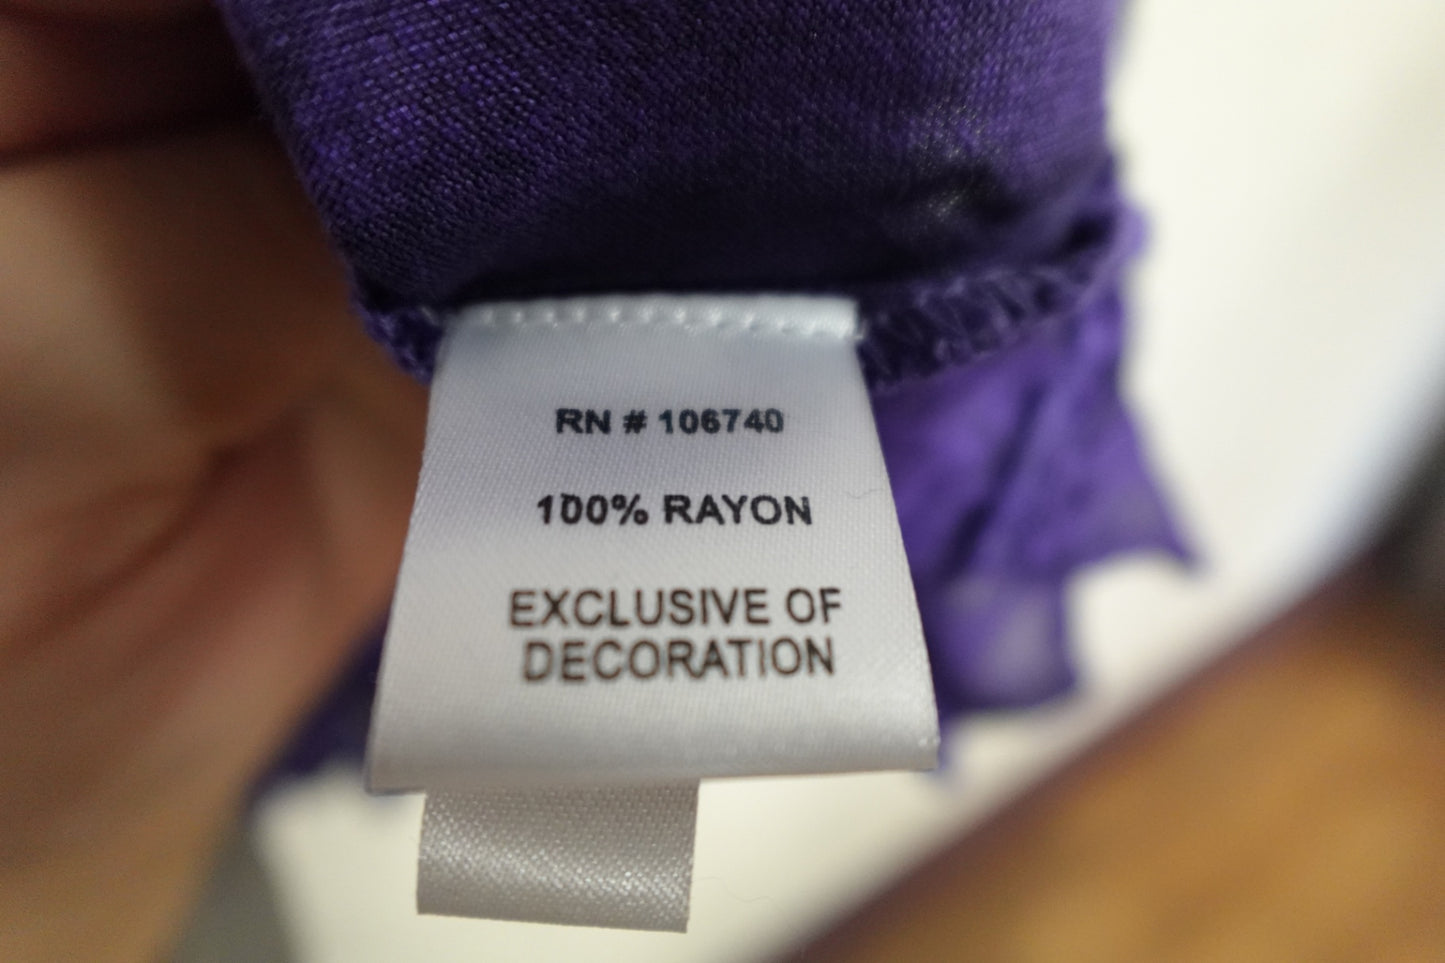 RN # 106740
100% RAYON
EXCLUSIVE OF
DECORATION